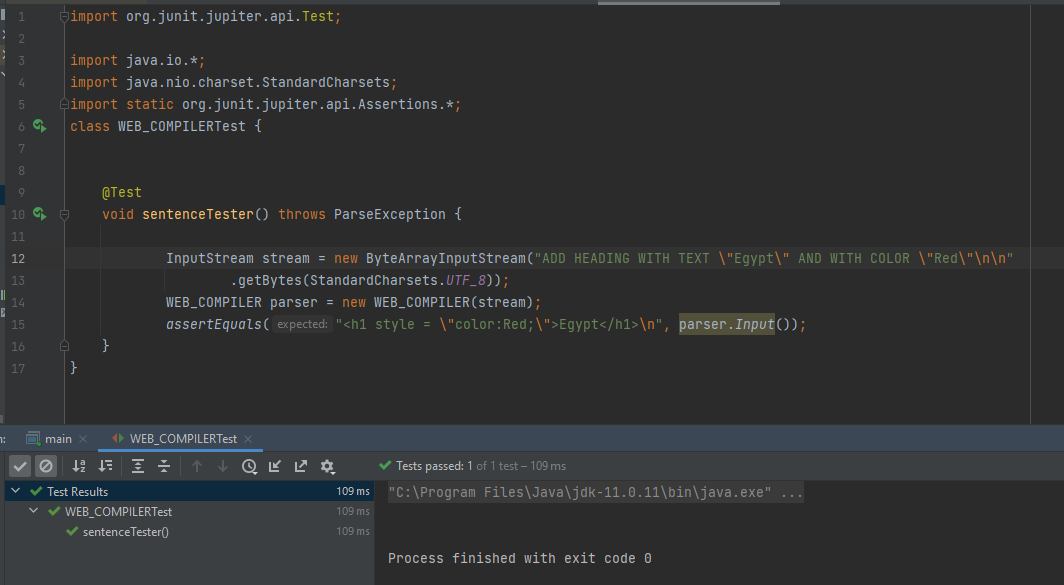 1 import org.junit.jupiter.api.Test;
2
3 import java.io.*;
4 import java.nio.charset.StandardCharsets;
5 import static org.junit.jupiter.api.Assertions.*;
6 class WEB_COMPILERTest {
7
8
9 @Test
10 void sentenceTester() throws ParseException {
11
12 InputStream stream = new ByteArrayInputStream("ADD HEADING WITH TEXT \"Egypt\" AND WITH COLOR \"Red\"\n\n"
13 .getBytes(StandardCharsets.UTF_8));
14 WEB_COMPILER parser = new WEB_COMPILER(stream);
15 assertEquals( expected: "<h1 style = \"color:Red;\">Egypt</h1>\n", parser.Input());
16 }
17 }
n: main WEB_COMPILERTest
Tests passed: 1 of 1 test – 109 ms
Test Results 109 ms
WEB_COMPILERTest 109 ms
sentenceTester() 109 ms
"C:\Program Files\Java\jdk-11.0.11\bin\java.exe" ...
Process finished with exit code 0